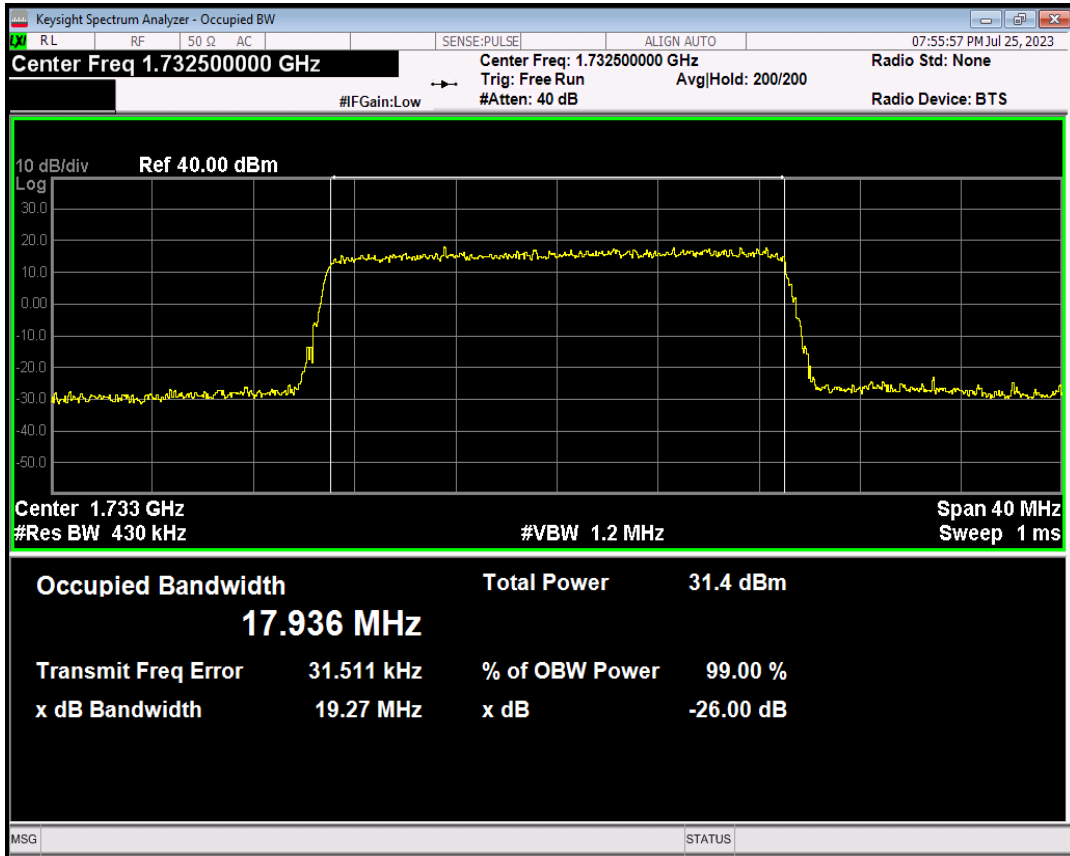 Keysight Spectrum Analyzer - Occupied BW
LXI RL RF 50 Ω AC SENSE:PULSE ALIGN AUTO 07:55:57 PM Jul 25, 2023
Center Freq 1.732500000 GHz Center Freq: 1.732500000 GHz Radio Std: None
Trig: Free Run Avg|Hold: 200/200
#IFGain:Low #Atten: 40 dB Radio Device: BTS
10 dB/div Ref 40.00 dBm
Log
30.0
20.0
10.0
0.00
-10.0
-20.0
-30.0
-40.0
-50.0
Center 1.733 GHz Span 40 MHz
#Res BW 430 kHz #VBW 1.2 MHz Sweep 1 ms
Occupied Bandwidth Total Power 31.4 dBm
17.936 MHz
Transmit Freq Error 31.511 kHz % of OBW Power 99.00 %
x dB Bandwidth 19.27 MHz x dB -26.00 dB
MSG STATUS